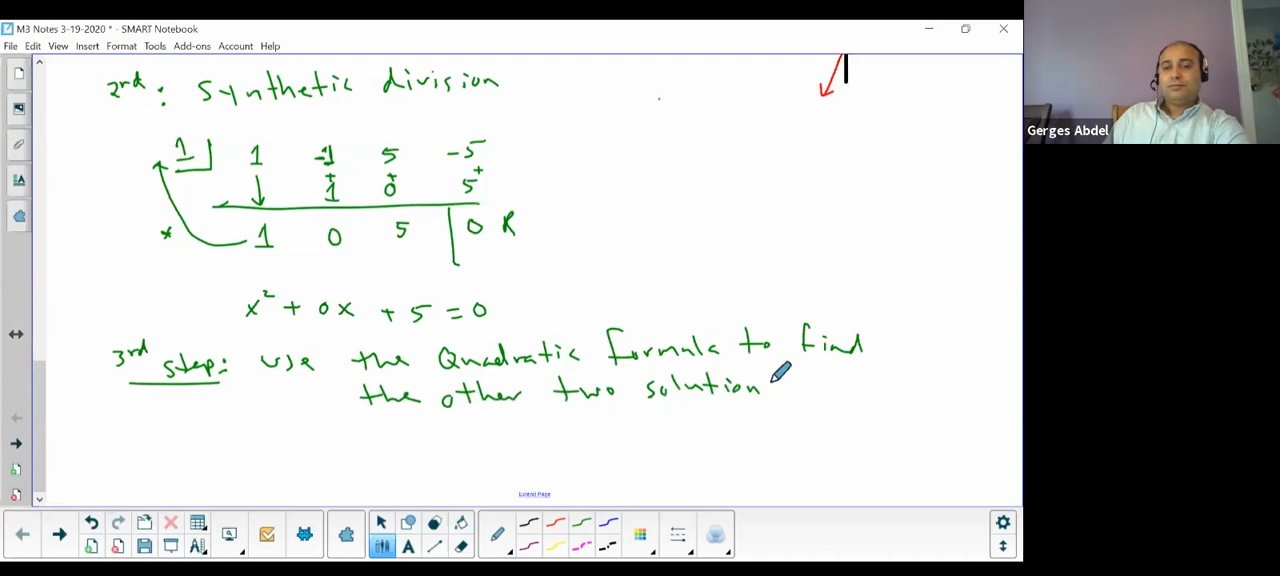 M3 Notes 3-19-2020 * - SMART Notebook
File Edit View Insert Format Tools Add-ons Account Help
2nd: Synthetic division
1 1 -1 5 -5
+ + +
1 0 5
* 1 0 5 0 R
x² + 0x + 5 = 0
3rd step: use the Quadratic formula to find
the other two solution
Extend Page
Gerges Abdel